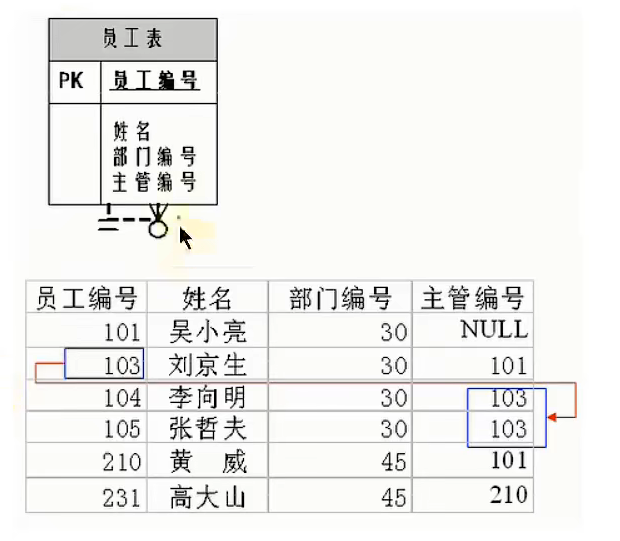 员工表
PK 员工编号
姓名
部门编号
主管编号
员工编号 姓名 部门编号 主管编号
101 吴小亮 30 NULL
103 刘京生 30 101
104 李向明 30 103
105 张哲夫 30 103
210 黄 威 45 101
231 高大山 45 210